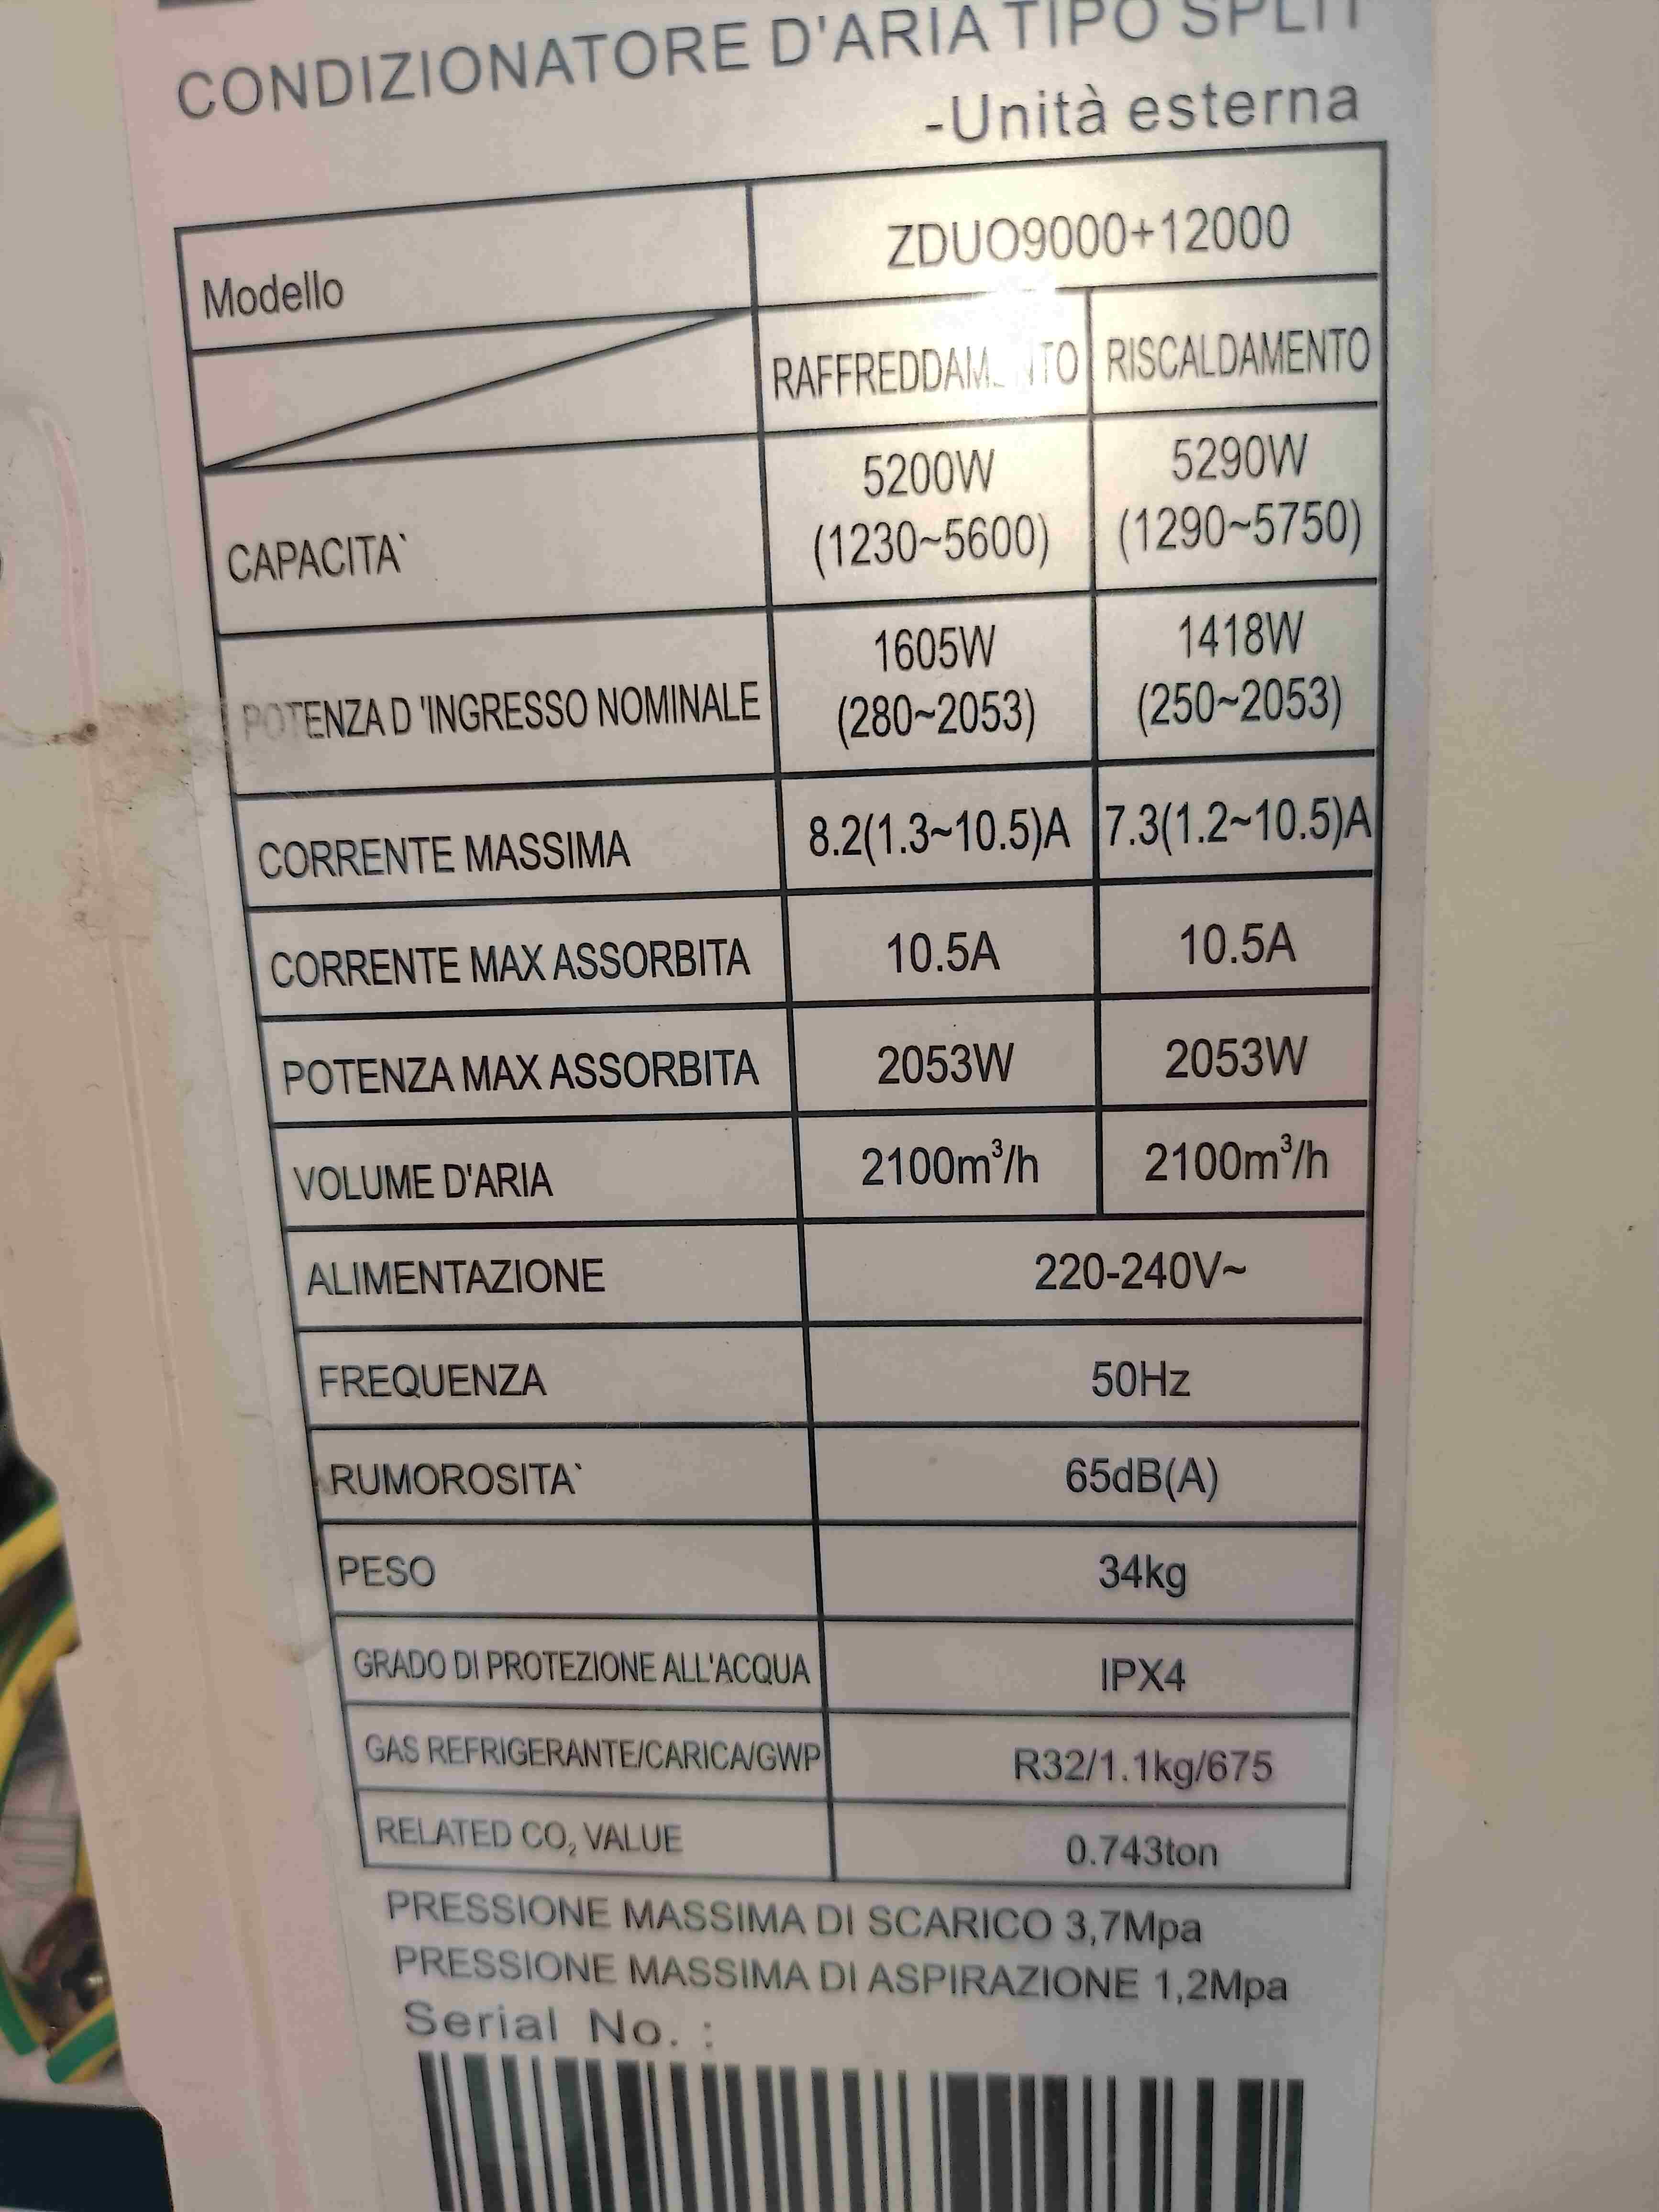 CONDIZIONATORE D'ARIA TIPO SPLIT
-Unità esterna
Modello ZDUO9000+12000
RAFFREDDAMENTO RISCALDAMENTO
CAPACITA` 5200W (1230~5600) 5290W (1290~5750)
POTENZA D 'INGRESSO NOMINALE 1605W (280~2053) 1418W (250~2053)
CORRENTE MASSIMA 8.2(1.3~10.5)A 7.3(1.2~10.5)A
CORRENTE MAX ASSORBITA 10.5A 10.5A
POTENZA MAX ASSORBITA 2053W 2053W
VOLUME D'ARIA 2100m³/h 2100m³/h
ALIMENTAZIONE 220-240V~
FREQUENZA 50Hz
RUMOROSITA` 65dB(A)
PESO 34kg
GRADO DI PROTEZIONE ALL'ACQUA IPX4
GAS REFRIGERANTE/CARICA/GWP R32/1.1kg/675
RELATED CO₂ VALUE 0.743ton
PRESSIONE MASSIMA DI SCARICO 3,7Mpa
PRESSIONE MASSIMA DI ASPIRAZIONE 1,2Mpa
Serial No. :